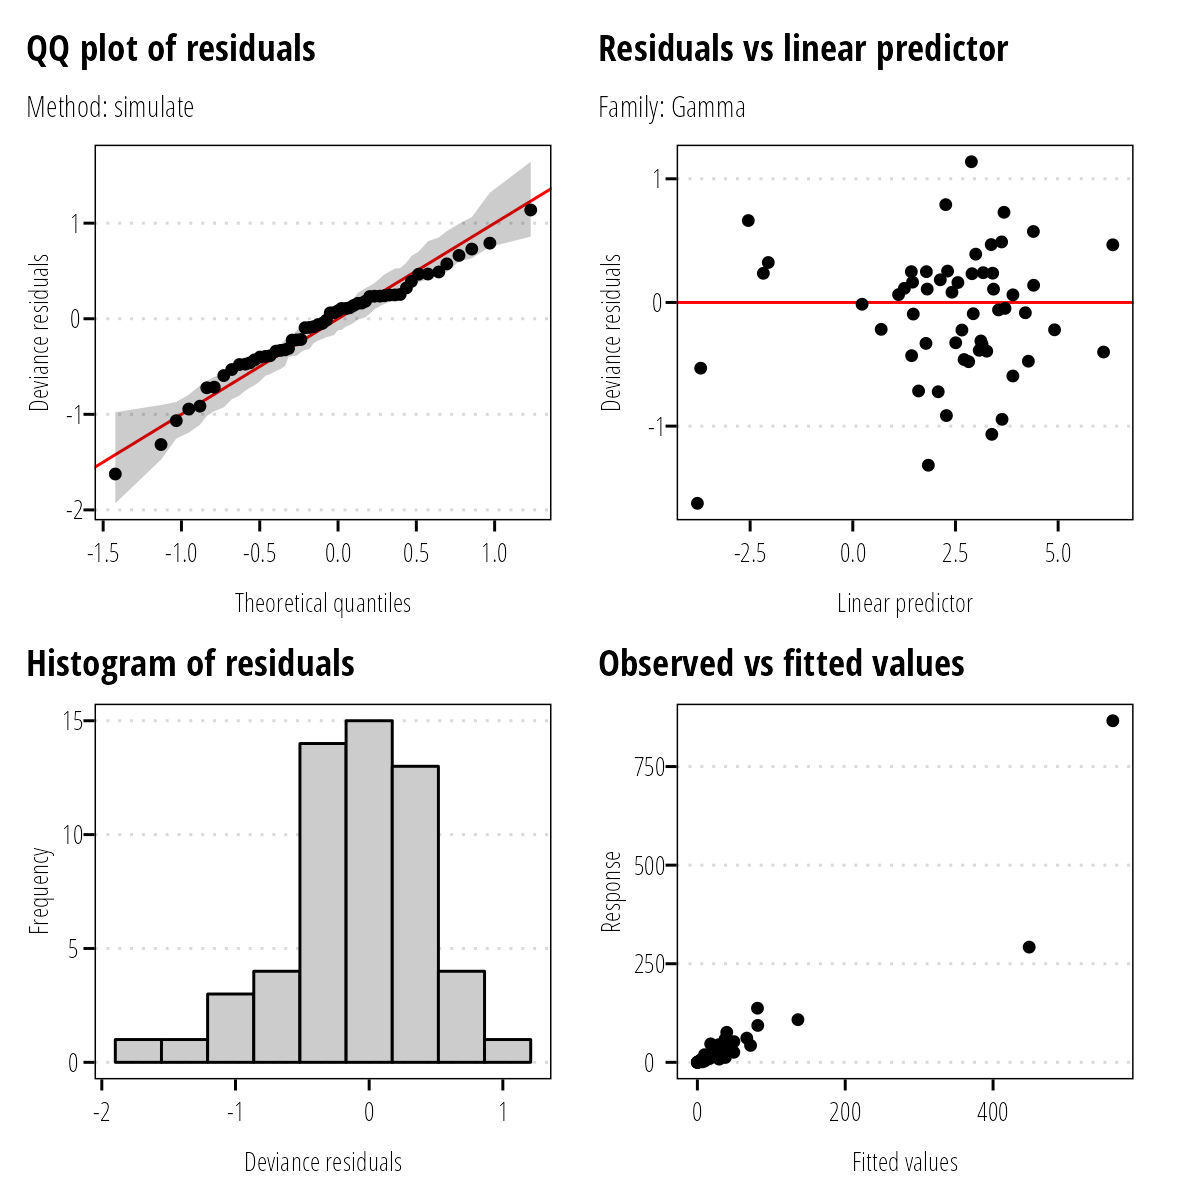 QQ plot of residuals
Method: simulate
Deviance residuals
1
0
-1
-2
-1.5 -1.0 -0.5 0.0 0.5 1.0
Theoretical quantiles
Residuals vs linear predictor
Family: Gamma
Deviance residuals
1
0
-1
-2.5 0.0 2.5 5.0
Linear predictor
Histogram of residuals
Frequency
15
10
5
0
-2 -1 0 1
Deviance residuals
Observed vs fitted values
Response
750
500
250
0
0 200 400
Fitted values